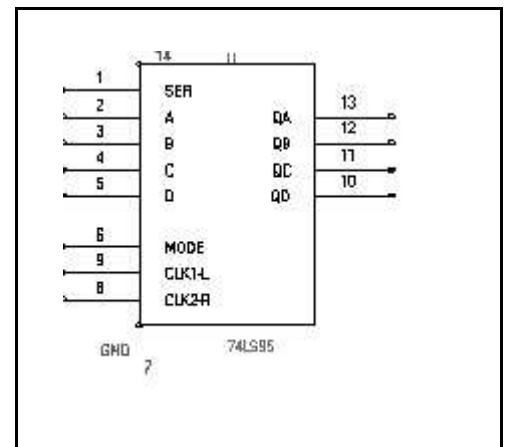 14
1 SER
2 A QA 13
3 B QB 12
4 C QC 11
5 D QD 10
6 MODE
9 CLK1-L
8 CLK2-R
GND 74LS95
7